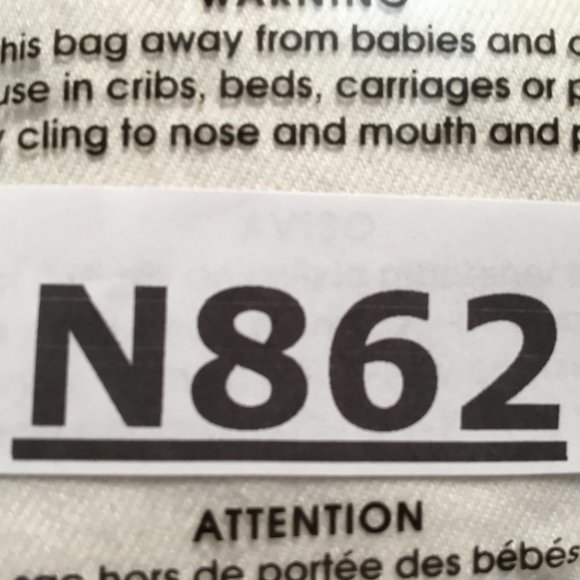 WARNING
his bag away from babies and
use in cribs, beds, carriages or
cling to nose and mouth and
N862
ATTENTION
hors de portée des bébés